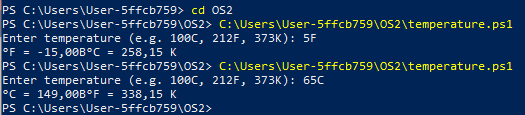 PS C:\Users\User-5ffcb759> cd OS2
PS C:\Users\User-5ffcb759\OS2> C:\Users\User-5ffcb759\OS2\temperature.ps1
Enter temperature (e.g. 100C, 212F, 373K): 5F
°F = -15,00В°C = 258,15 K
PS C:\Users\User-5ffcb759\OS2> C:\Users\User-5ffcb759\OS2\temperature.ps1
Enter temperature (e.g. 100C, 212F, 373K): 65C
°C = 149,00В°F = 338,15 K
PS C:\Users\User-5ffcb759\OS2>